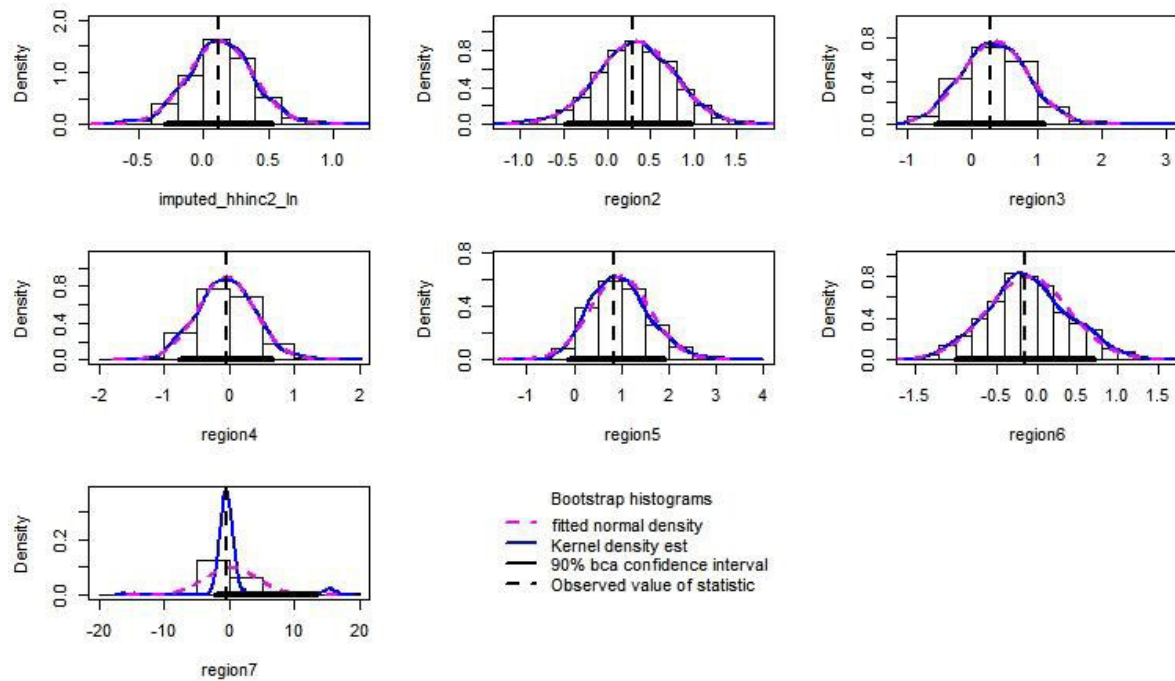 Density
0.0 1.0 2.0
-0.5 0.0 0.5 1.0
imputed_hhinc2_ln
Density
0.0 0.4 0.8
-1.0 -0.5 0.0 0.5 1.0 1.5
region2
Density
0.0 0.4 0.8
-1 0 1 2 3
region3
Density
0.0 0.4 0.8
-2 -1 0 1 2
region4
Density
0.0 0.4 0.8
-1 0 1 2 3 4
region5
Density
0.0 0.4 0.8
-1.5 -0.5 0.0 0.5 1.0 1.5
region6
Density
0.0 0.2
-20 -10 0 10 20
region7
Bootstrap histograms
fitted normal density
Kernel density est
90% bca confidence interval
Observed value of statistic